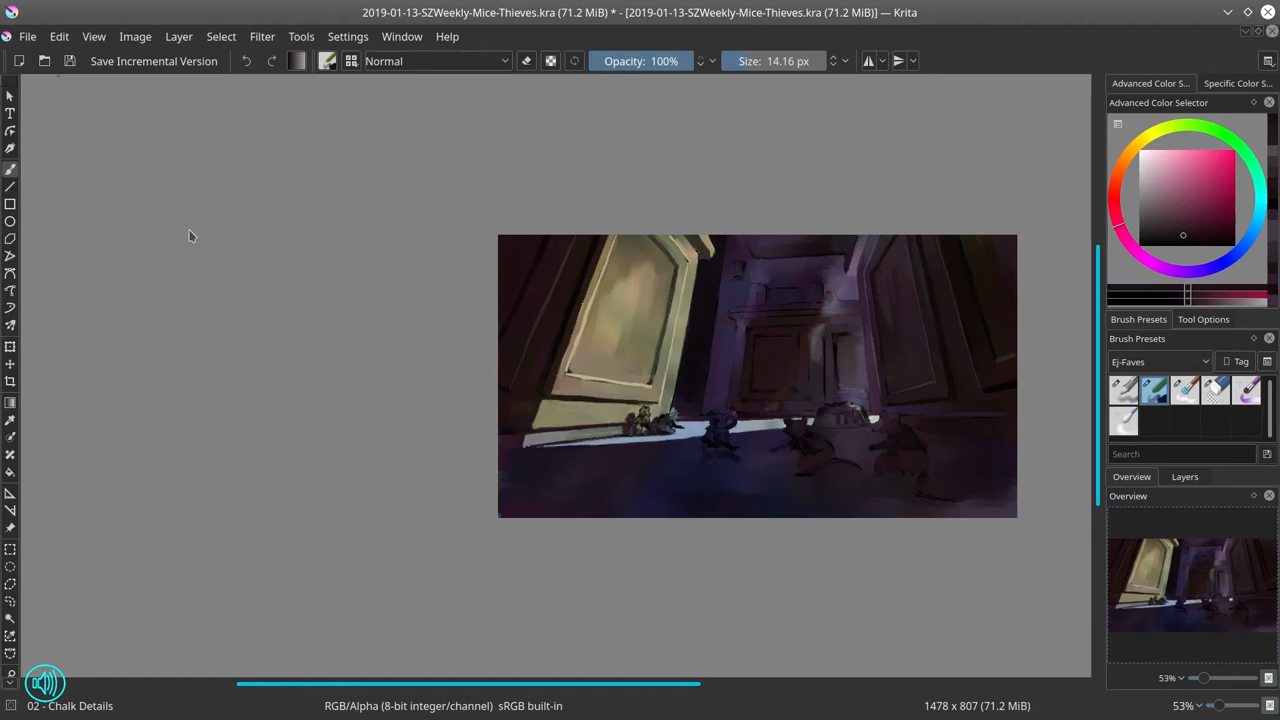 2019-01-13-SZWeekly-Mice-Thieves.kra (71.2 MiB) * - [2019-01-13-SZWeekly-Mice-Thieves.kra (71.2 MiB)] — Krita
File Edit View Image Layer Select Filter Tools Settings Window Help
Save Incremental Version Normal Opacity: 100% Size: 14.16 px
Advanced Color S... Specific Color S...
Advanced Color Selector
Brush Presets Tool Options
Brush Presets
Ej-Faves Tag
Search
Overview Layers
Overview
53%
02 - Chalk Details RGB/Alpha (8-bit integer/channel) sRGB built-in 1478 x 807 (71.2 MiB) 53%